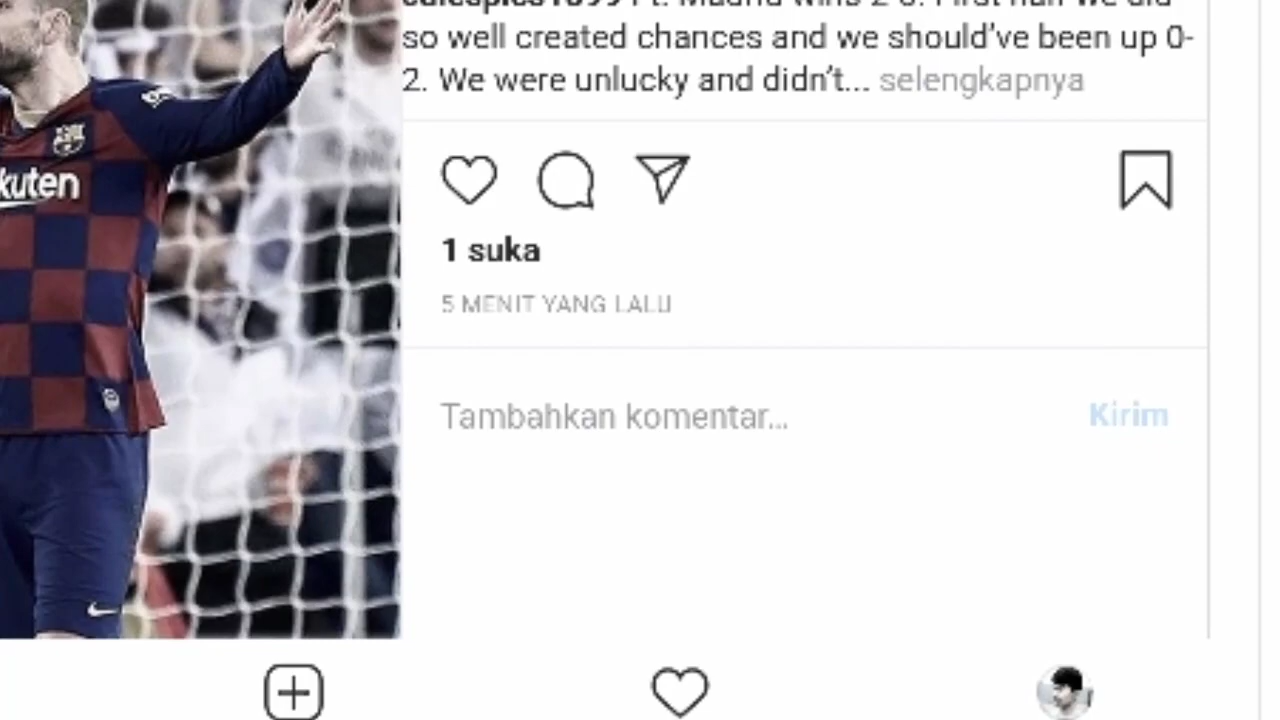 so well created chances and we should've been up 0-
2. We were unlucky and didn't... selengkapnya
kuten
1 suka
5 MENIT YANG LALU
Tambahkan komentar...
Kirim